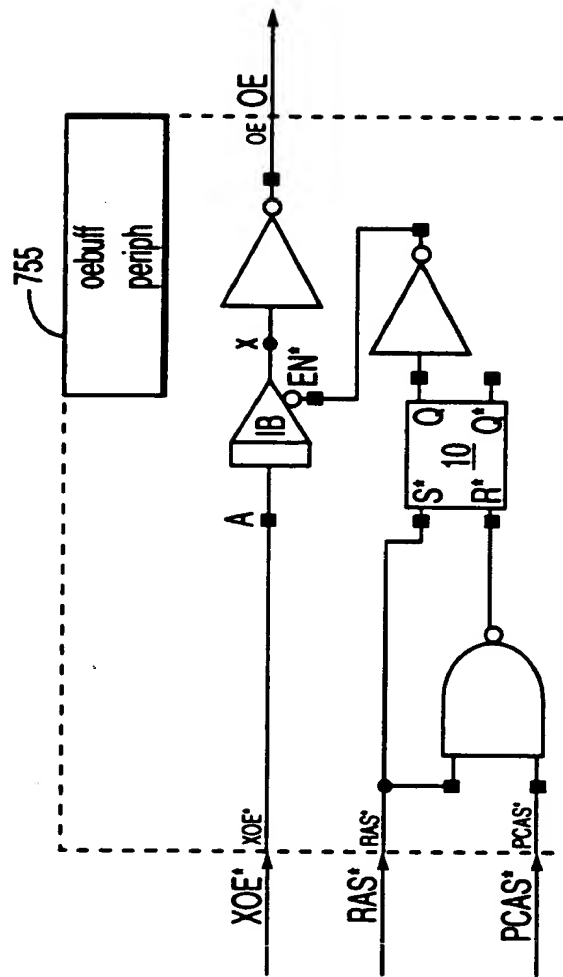 755
oebuff
periph
XOE*
XOE*
A
IB
X
EN*
OE
OE
RAS*
RAS*
S*
Q
10
R*
Q*
PCAS*
PCAS*